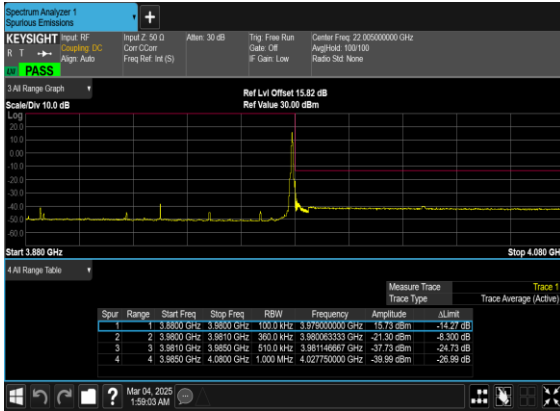 Spectrum Analyzer 1
Spurious Emissions
+
KEYSIGHT Input: RF Input Z: 50 Ω Atten: 30 dB Trig: Free Run Center Freq: 22.005000000 GHz
R T Coupling: DC Corr CCorr Gate: Off Avg|Hold: 100/100
Align: Auto Freq Ref: Int (S) IF Gain: Low Radio Std: None
PASS
3 All Range Graph
Ref Lvl Offset 15.82 dB
Scale/Div 10.0 dB Ref Value 30.00 dBm
Log
20.0
10.0
0.00
-10.0
-20.0
-30.0
-40.0
-50.0
-60.0
Start 3.880 GHz Stop 4.080 GH
4 All Range Table
Measure Trace Trace 1
Trace Type Trace Average (Active)
Spur Range Start Freq Stop Freq RBW Frequency Amplitude ΔLimit
1 1 3.8800 GHz 3.9800 GHz 100.0 kHz 3.979000000 GHz 15.73 dBm -14.27 dB
2 2 3.9800 GHz 3.9810 GHz 360.0 kHz 3.980063333 GHz -21.30 dBm -8.300 dB
3 3 3.9810 GHz 3.9850 GHz 510.0 kHz 3.981146667 GHz -37.73 dBm -24.73 dB
4 4 3.9850 GHz 4.0800 GHz 1.000 MHz 4.027750000 GHz -39.99 dBm -26.99 dB
?
Mar 04, 2025
1:59:03 AM